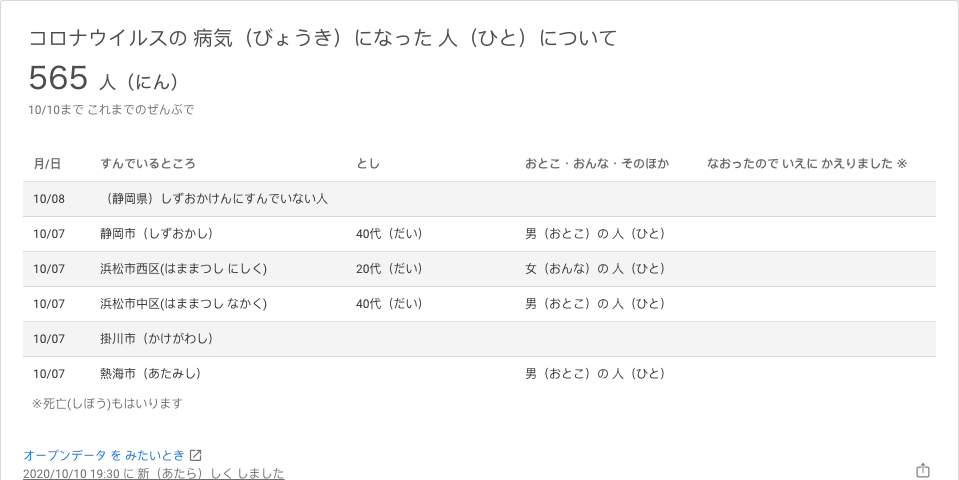 コロナウイルスの 病気（びょうき）になった 人（ひと）について
565 人（にん）
10/10まで これまでのぜんぶで
月/日 すんでいるところ とし おとこ・おんな・そのほか なおったので いえに かえりました ※
10/08 （静岡県）しずおかけんにすんでいない人
10/07 静岡市（しずおかし） 40代（だい） 男（おとこ）の 人（ひと）
10/07 浜松市西区(はままつし にしく) 20代（だい） 女（おんな）の 人（ひと）
10/07 浜松市中区(はままつし なかく) 40代（だい） 男（おとこ）の 人（ひと）
10/07 掛川市（かけがわし）
10/07 熱海市（あたみし） 男（おとこ）の 人（ひと）
※死亡(しぼう)もはいります
オープンデータ を みたいとき
2020/10/10 19:30 に 新（あたら）しく しました